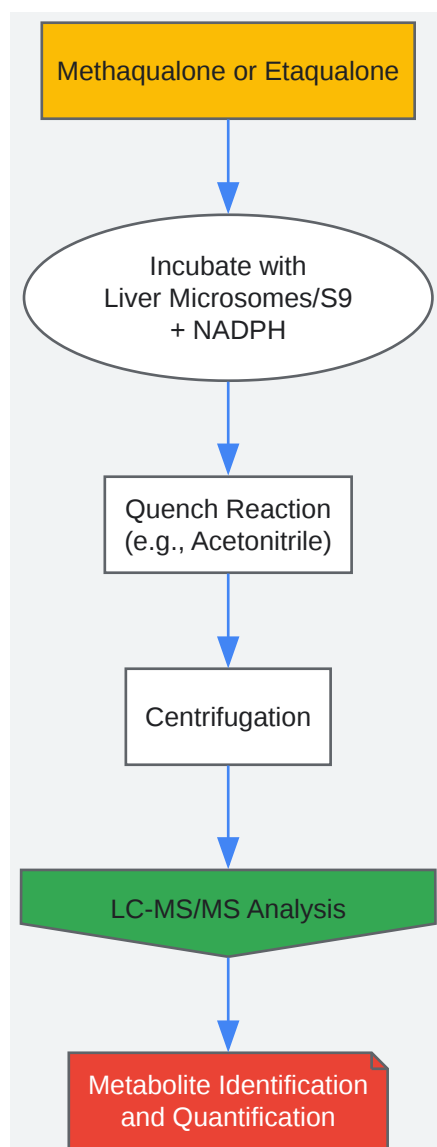 Methaqualone or Etaqualone
Incubate with
Liver Microsomes/S9
+ NADPH
Quench Reaction
(e.g., Acetonitrile)
Centrifugation
LC-MS/MS Analysis
Metabolite Identification
and Quantification